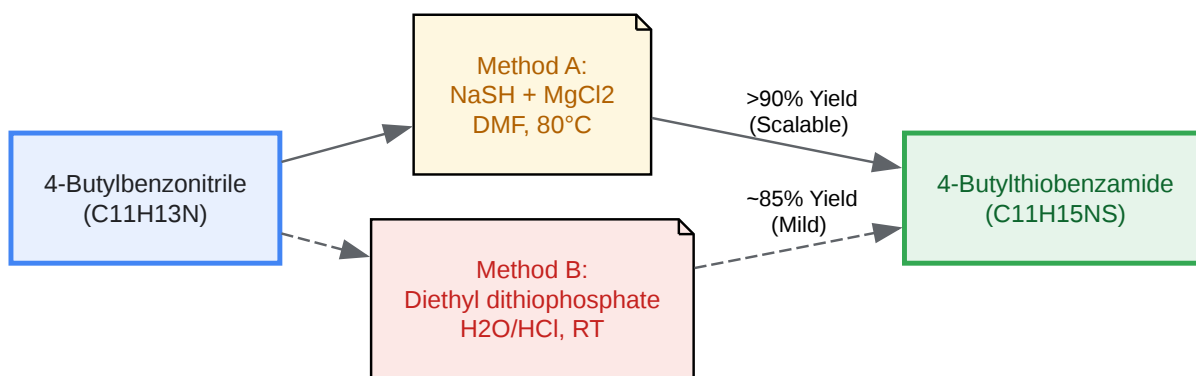 4-Butylbenzonitrile
(C11H13N)
Method A:
NaSH + MgCl2
DMF, 80°C
>90% Yield
(Scalable)
Method B:
Diethyl dithiophosphate
H2O/HCl, RT
~85% Yield
(Mild)
4-Butylthiobenzamide
(C11H15NS)